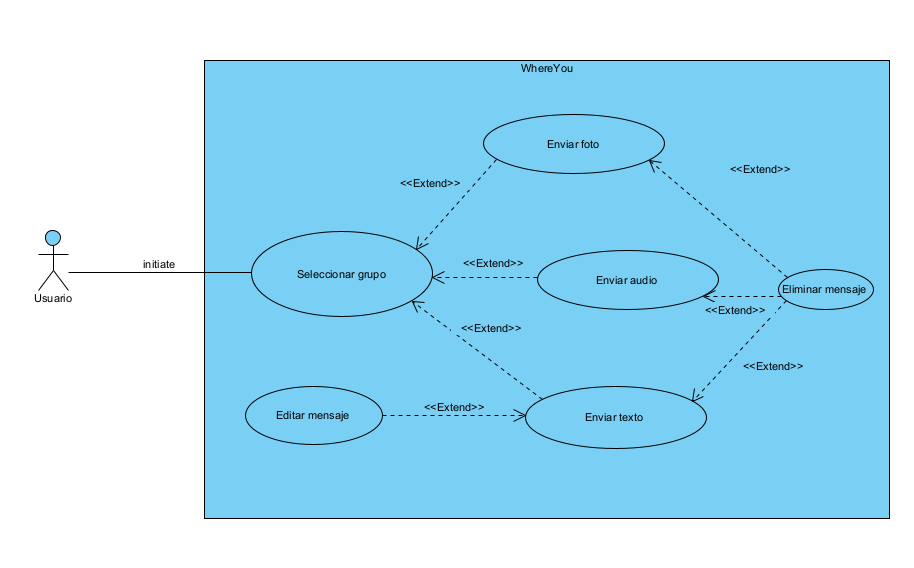 WhereYou
Enviar foto
<<Extend>>
<<Extend>>
initiate
<<Extend>>
Seleccionar grupo
Enviar audio
Eliminar mensaje
Usuario
<<Extend>>
<<Extend>>
<<Extend>>
<<Extend>>
Editar mensaje
Enviar texto